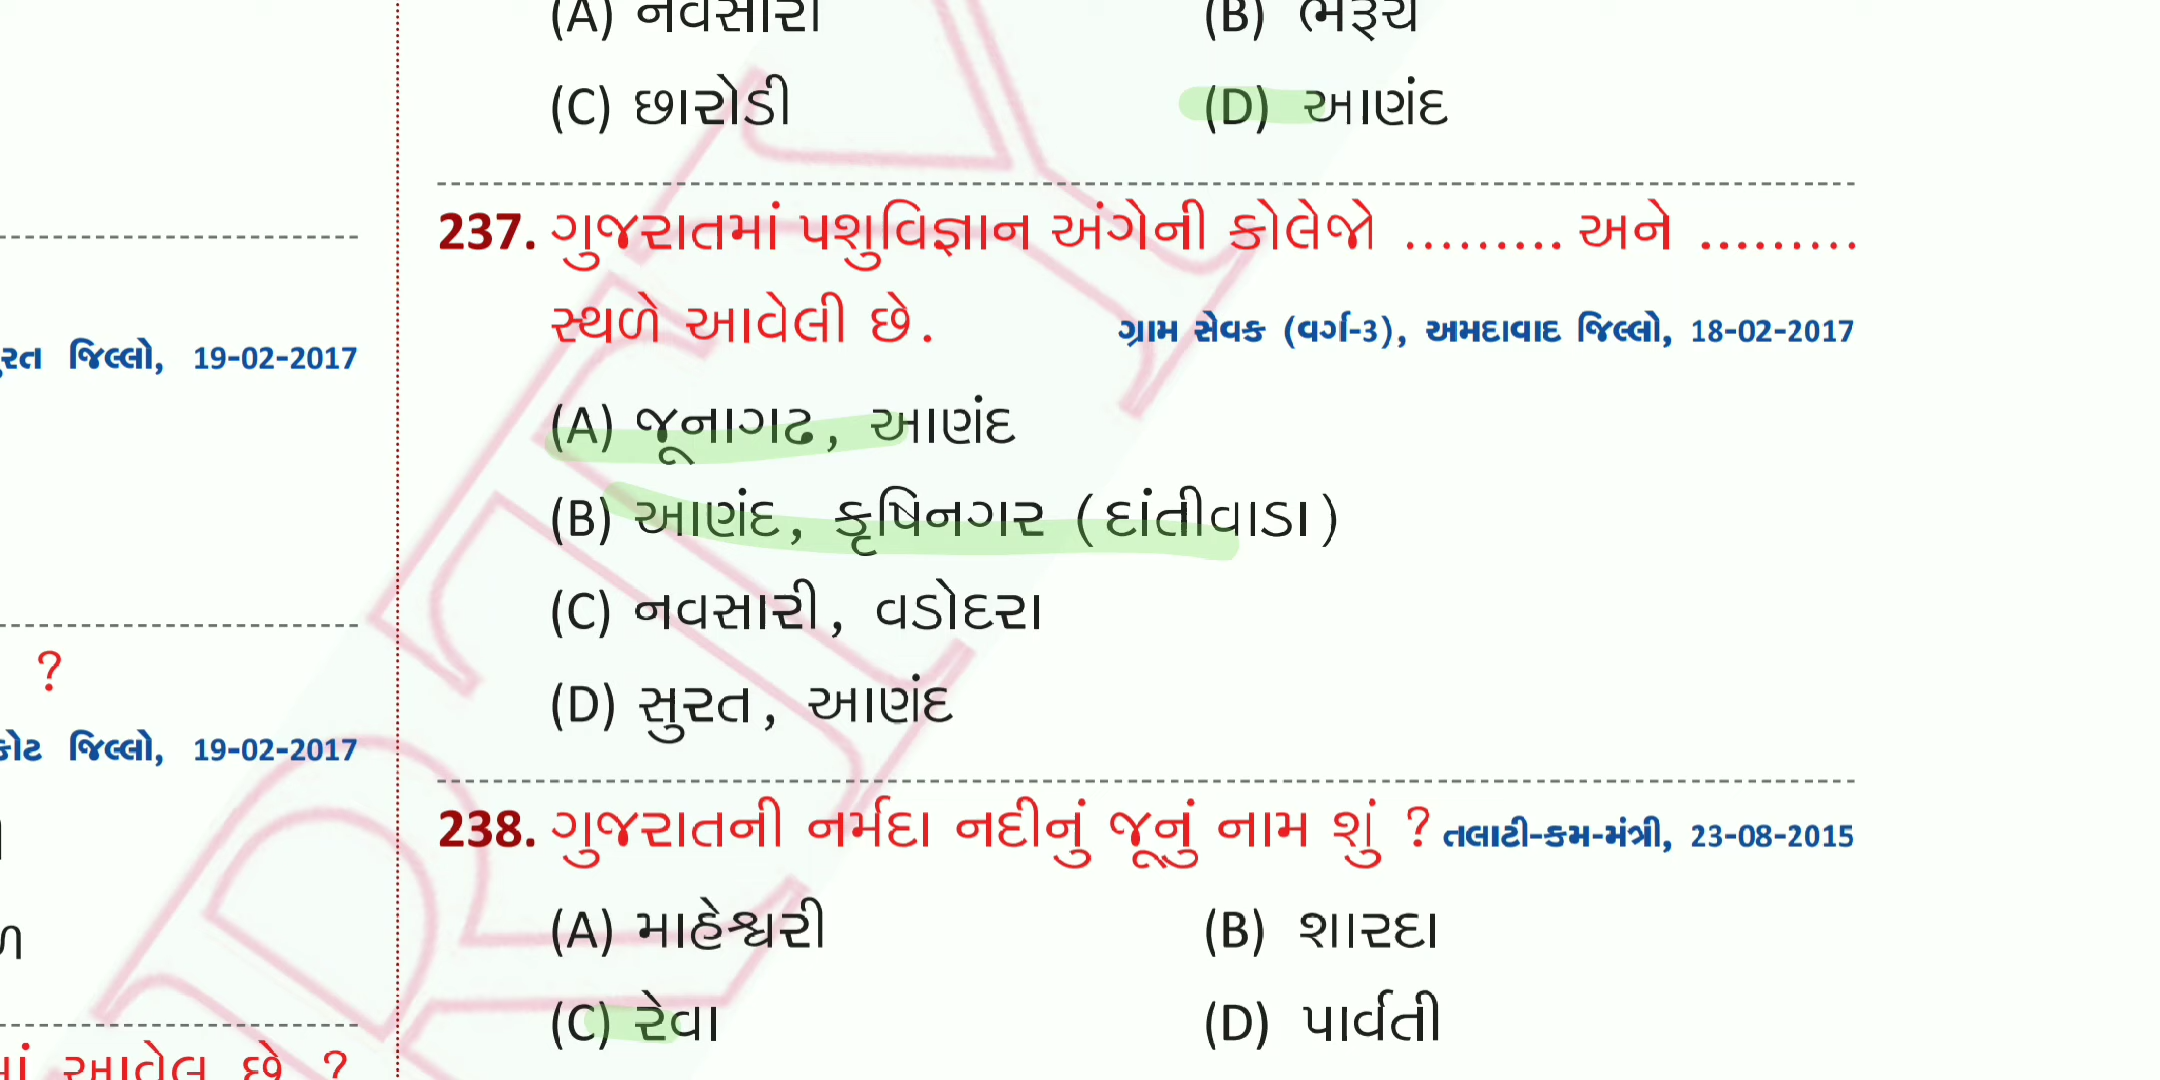 રત જિલ્લો, 19-02-2017
?
કોટ જિલ્લો, 19-02-2017
માં આવેલ છે ?
(A) નવસારી
(B) ભરૂચ
(C) છારોડી
(D) આણંદ
237. ગુજરાતમાં પશુવિજ્ઞાન અંગેની કોલેજો ......... અને .........
સ્થળે આવેલી છે. ગ્રામ સેવક (વર્ગ-3), અમદાવાદ જિલ્લો, 18-02-2017
(A) જૂનાગઢ, આણંદ
(B) આણંદ, કૃષિનગર (દાંતીવાડા)
(C) નવસારી, વડોદરા
(D) સુરત, આણંદ
238. ગુજરાતની નર્મદા નદીનું જૂનું નામ શું ? તલાટી-કમ-મંત્રી, 23-08-2015
(A) માહેશ્વરી
(B) શારદા
(C) રેવા
(D) પાર્વતી